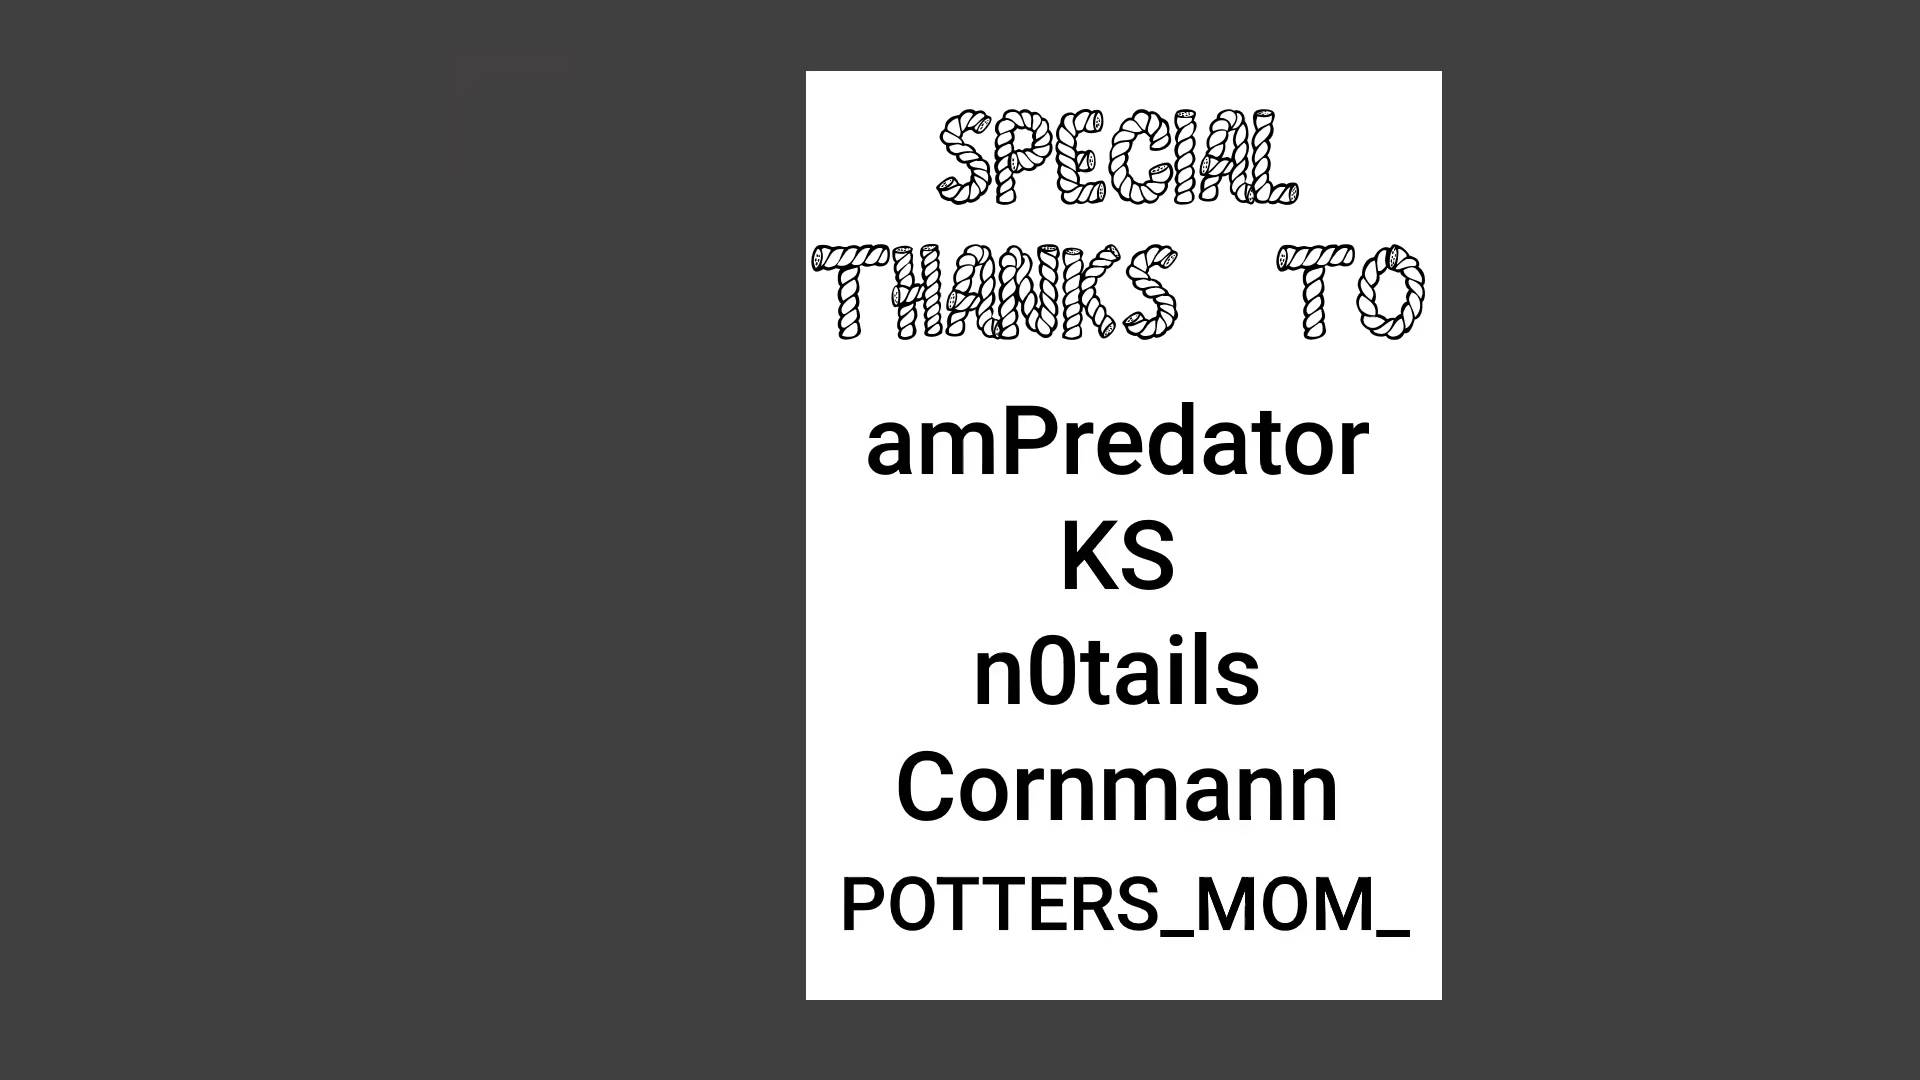 SPECIAL
THANKS TO
amPredator
KS
n0tails
Cornmann
POTTERS_MOM_